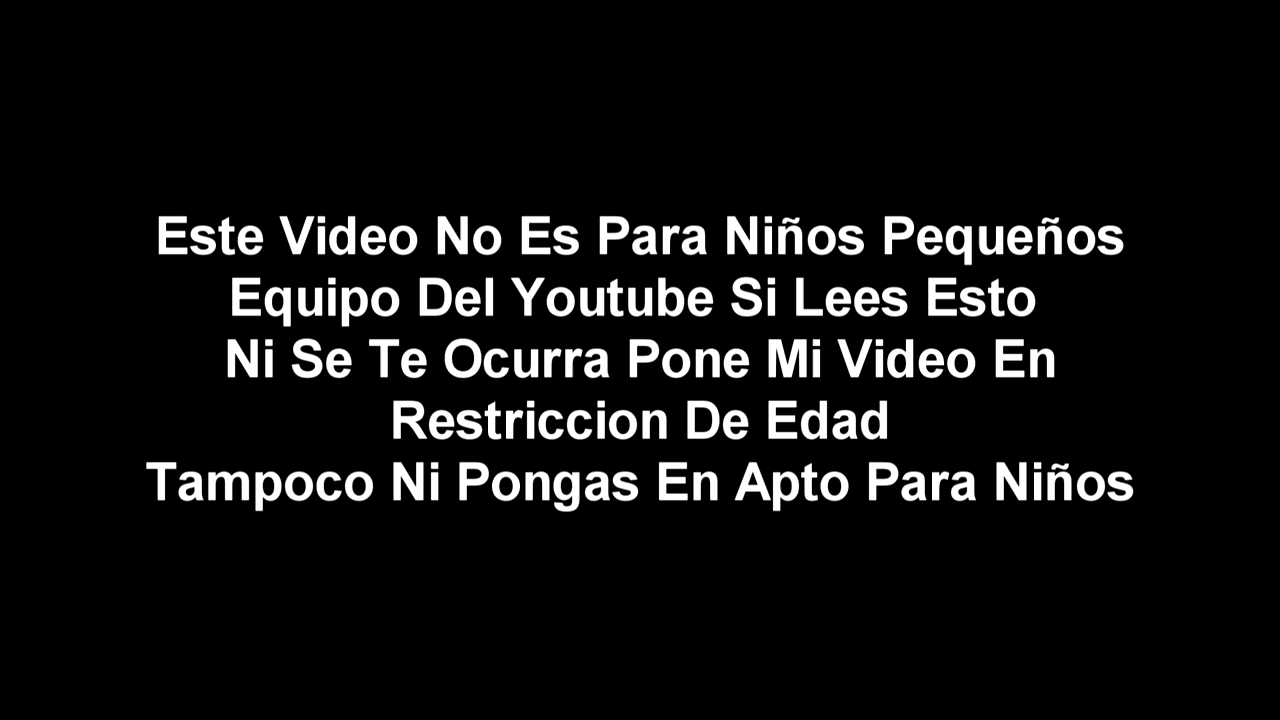 Este Video No Es Para Niños Pequeños
Equipo Del Youtube Si Lees Esto
Ni Se Te Ocurra Pone Mi Video En
Restriccion De Edad
Tampoco Ni Pongas En Apto Para Niños